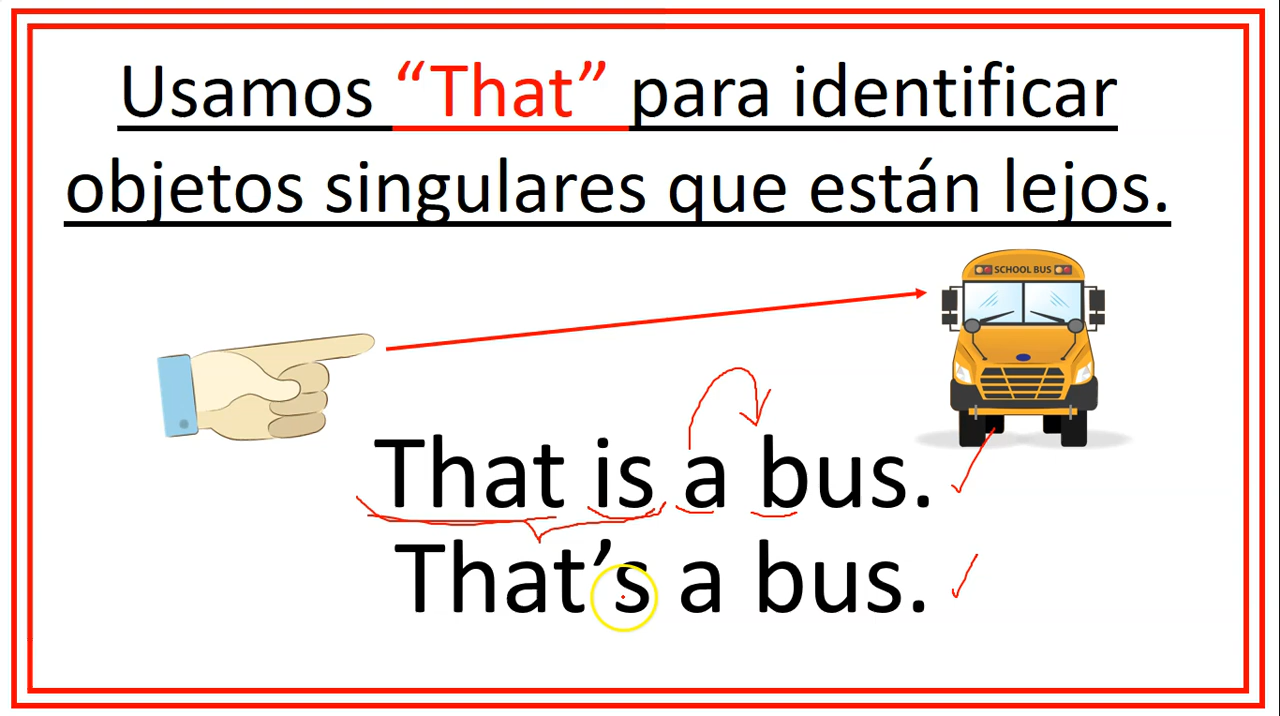 Usamos “That” para identificar
objetos singulares que están lejos.
SCHOOL BUS
That is a bus.
That’s a bus.